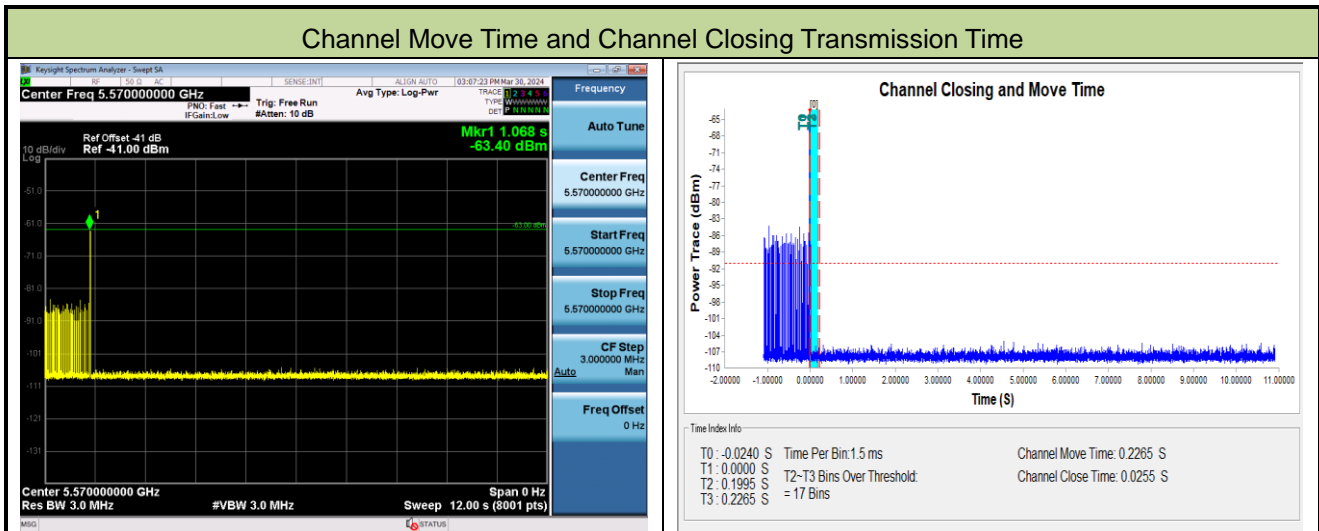 Channel Move Time and Channel Closing Transmission Time
Keysight Spectrum Analyzer - Swept SA
RF 50 Ω AC SENSE:INT ALIGN AUTO 03:07:23 PM Mar 30, 2024
Center Freq 5.570000000 GHz
PNO: Fast
IFGain:Low
Trig: Free Run
#Atten: 10 dB
Avg Type: Log-Pwr
TRACE 1 2 3 4 5 6
TYPE WWWWWW
DET P N N N N N
Ref Offset -41 dB
Ref -41.00 dBm
10 dB/div
Log
Mkr1 1.068 s
-63.40 dBm
-51.0
-61.0
-71.0
-81.0
-91.0
-101
-111
-121
-131
1
-63.00 dBm
Center 5.570000000 GHz
Res BW 3.0 MHz
#VBW 3.0 MHz
Span 0 Hz
Sweep 12.00 s (8001 pts)
MSG
STATUS
Frequency
Auto Tune
Center Freq
5.570000000 GHz
Start Freq
5.570000000 GHz
Stop Freq
5.570000000 GHz
CF Step
3.000000 MHz
Auto Man
Freq Offset
0 Hz
Channel Closing and Move Time
Power Trace (dBm)
-65
-68
-71
-74
-77
-80
-83
-86
-89
-92
-95
-98
-101
-104
-107
-110
-2.00000 -1.00000 0.00000 1.00000 2.00000 3.00000 4.00000 5.00000 6.00000 7.00000 8.00000 9.00000 10.00000 11.00000
Time (S)
Time Index Info
T0 : -0.0240 S
T1 : 0.0000 S
T2 : 0.1995 S
T3 : 0.2265 S
Time Per Bin:1.5 ms
T2~T3 Bins Over Threshold:
= 17 Bins
Channel Move Time: 0.2265 S
Channel Close Time: 0.0255 S